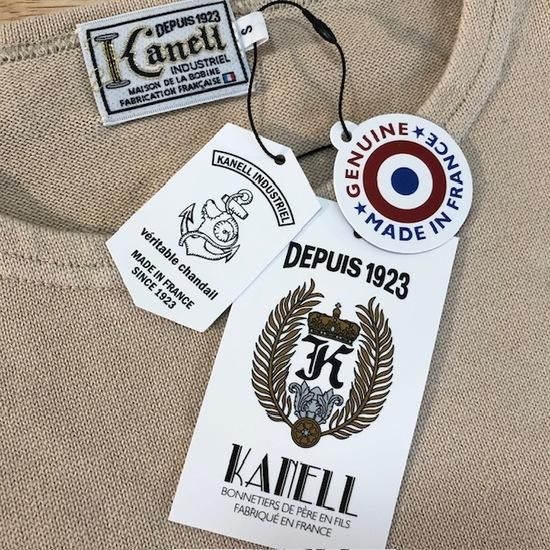 DEPUIS 1923
Kanell
INDUSTRIEL
MAISON DE LA BOBINE
FABRICATION FRANÇAISE
S
KANELL INDUSTRIEL
véritable chandail
MADE IN FRANCE
SINCE 1923
GENUINE
★ MADE IN FRANCE ★
DEPUIS 1923
K
KANELL
BONNETIERS DE PÈRE EN FILS
FABRIQUÉ EN FRANCE